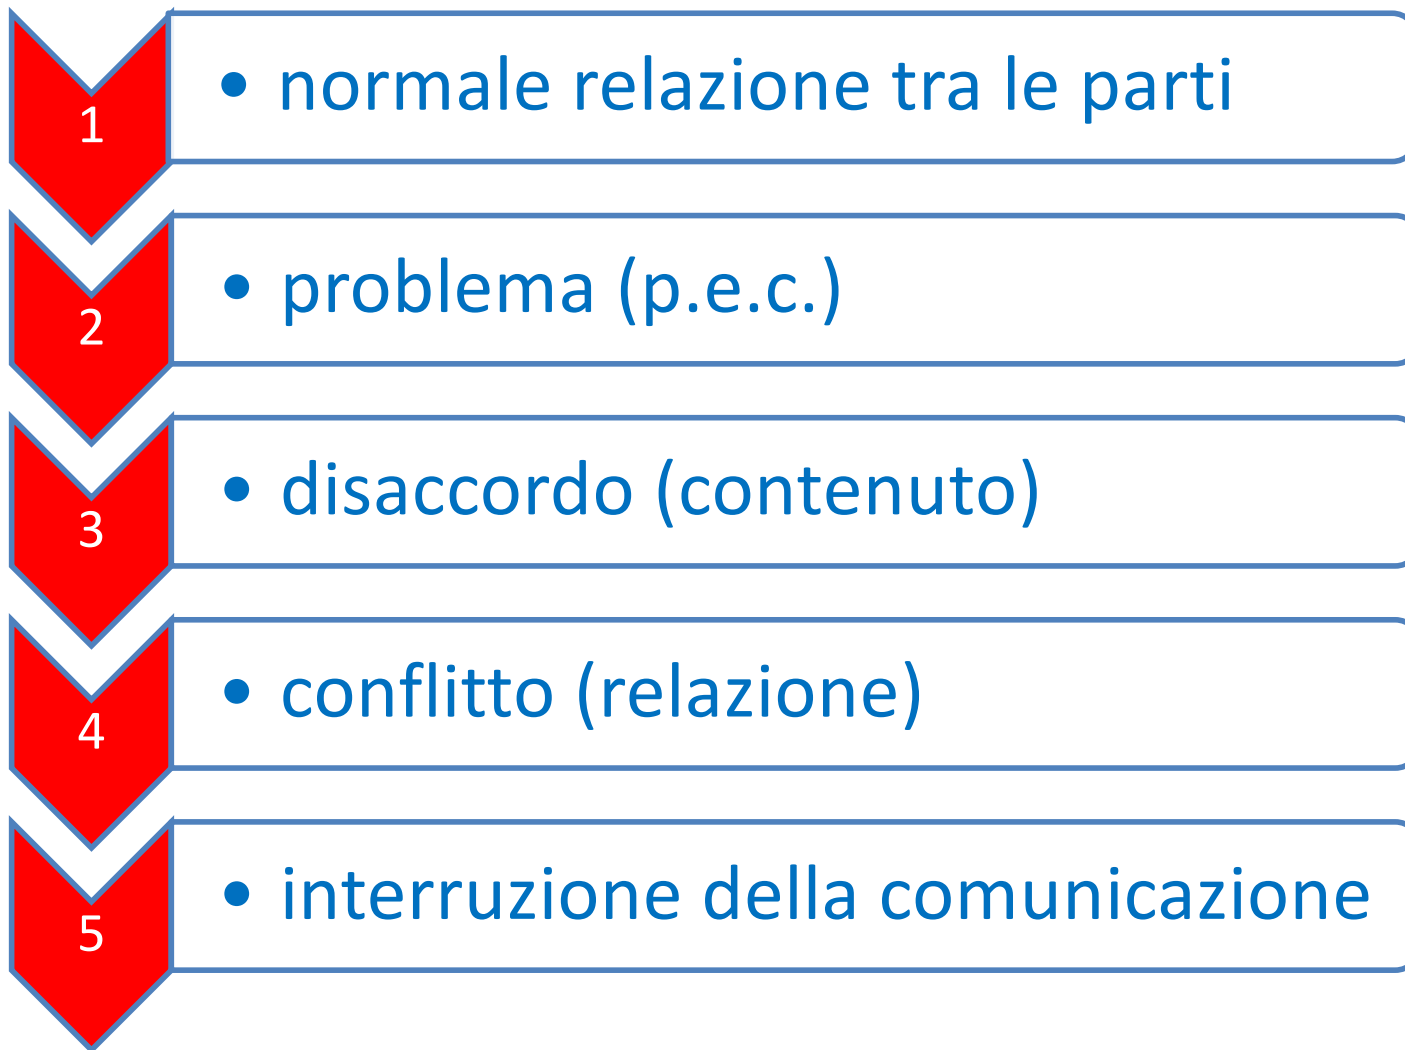 1
• normale relazione tra le parti
2
• problema (p.e.c.)
3
• disaccordo (contenuto)
4
• conflitto (relazione)
5
• interruzione della comunicazione